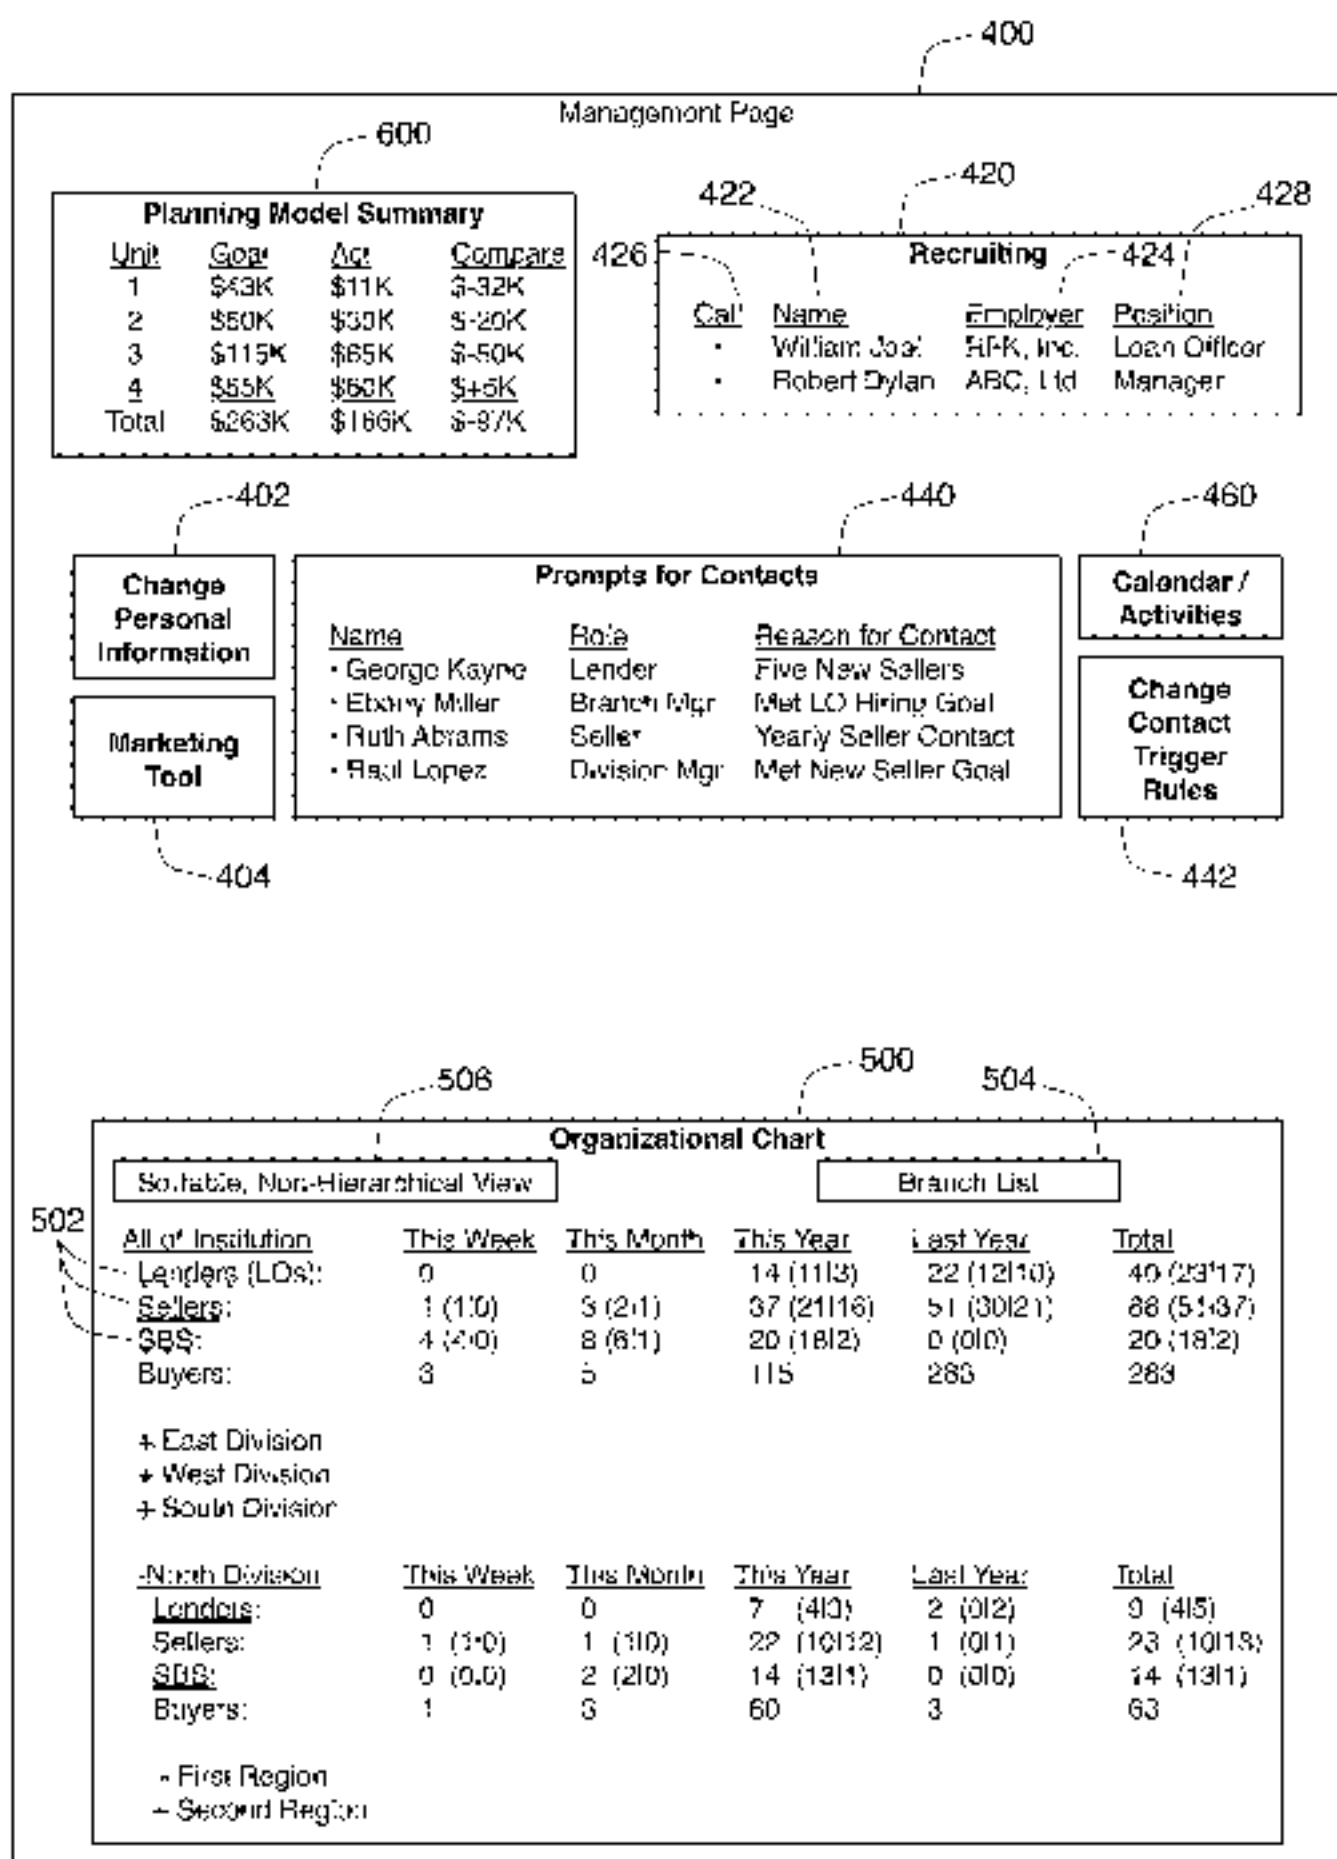 400
Management Page
600
Planning Model Summary
Unit Goal Act Compare
1 $43K $11K $-32K
2 $50K $30K $-20K
3 $115K $65K $-50K
4 $55K $60K $+5K
Total $263K $166K $-97K
420
422
428
426
424
Recruiting
Call Name Employer Position
• William Joel Inc. Loan Officer
• Robert Dylan ABC, Ltd Manager
402
440
460
Change
Personal
Information
Marketing
Tool
404
Prompts for Contacts
Name Role Reason for Contact
• George Kayne Lender Five New Sellers
• Ebony Miller Branch Mgr Met LO Hiring Goal
• Ruth Abrams Seller Yearly Seller Contact
• Raul Lopez Division Mgr Met New Seller Goal
Calendar /
Activities
Change
Contact
Trigger
Rules
442
506
500
504
Organizational Chart
Sortable, Non-Hierarchical View
Branch List
502
All of Institution This Week This Month This Year Last Year Total
Lenders (LOs): 0 0 14 (11|3) 22 (12|10) 40 (23|17)
Sellers: 1 (1|0) 3 (2|1) 37 (21|16) 51 (30|21) 88 (51|37)
SBS: 4 (4|0) 8 (6|1) 20 (18|2) 0 (0|0) 20 (18|2)
Buyers: 3 5 115 283 283
+ East Division
+ West Division
+ South Division
-North Division This Week This Month This Year Last Year Total
Lenders: 0 0 7 (4|3) 2 (0|2) 9 (4|5)
Sellers: 1 (1|0) 1 (1|0) 22 (10|12) 1 (0|1) 23 (10|13)
SBS: 0 (0|0) 2 (2|0) 14 (13|1) 0 (0|0) 14 (13|1)
Buyers: 1 3 60 3 63
- First Region
- Second Region